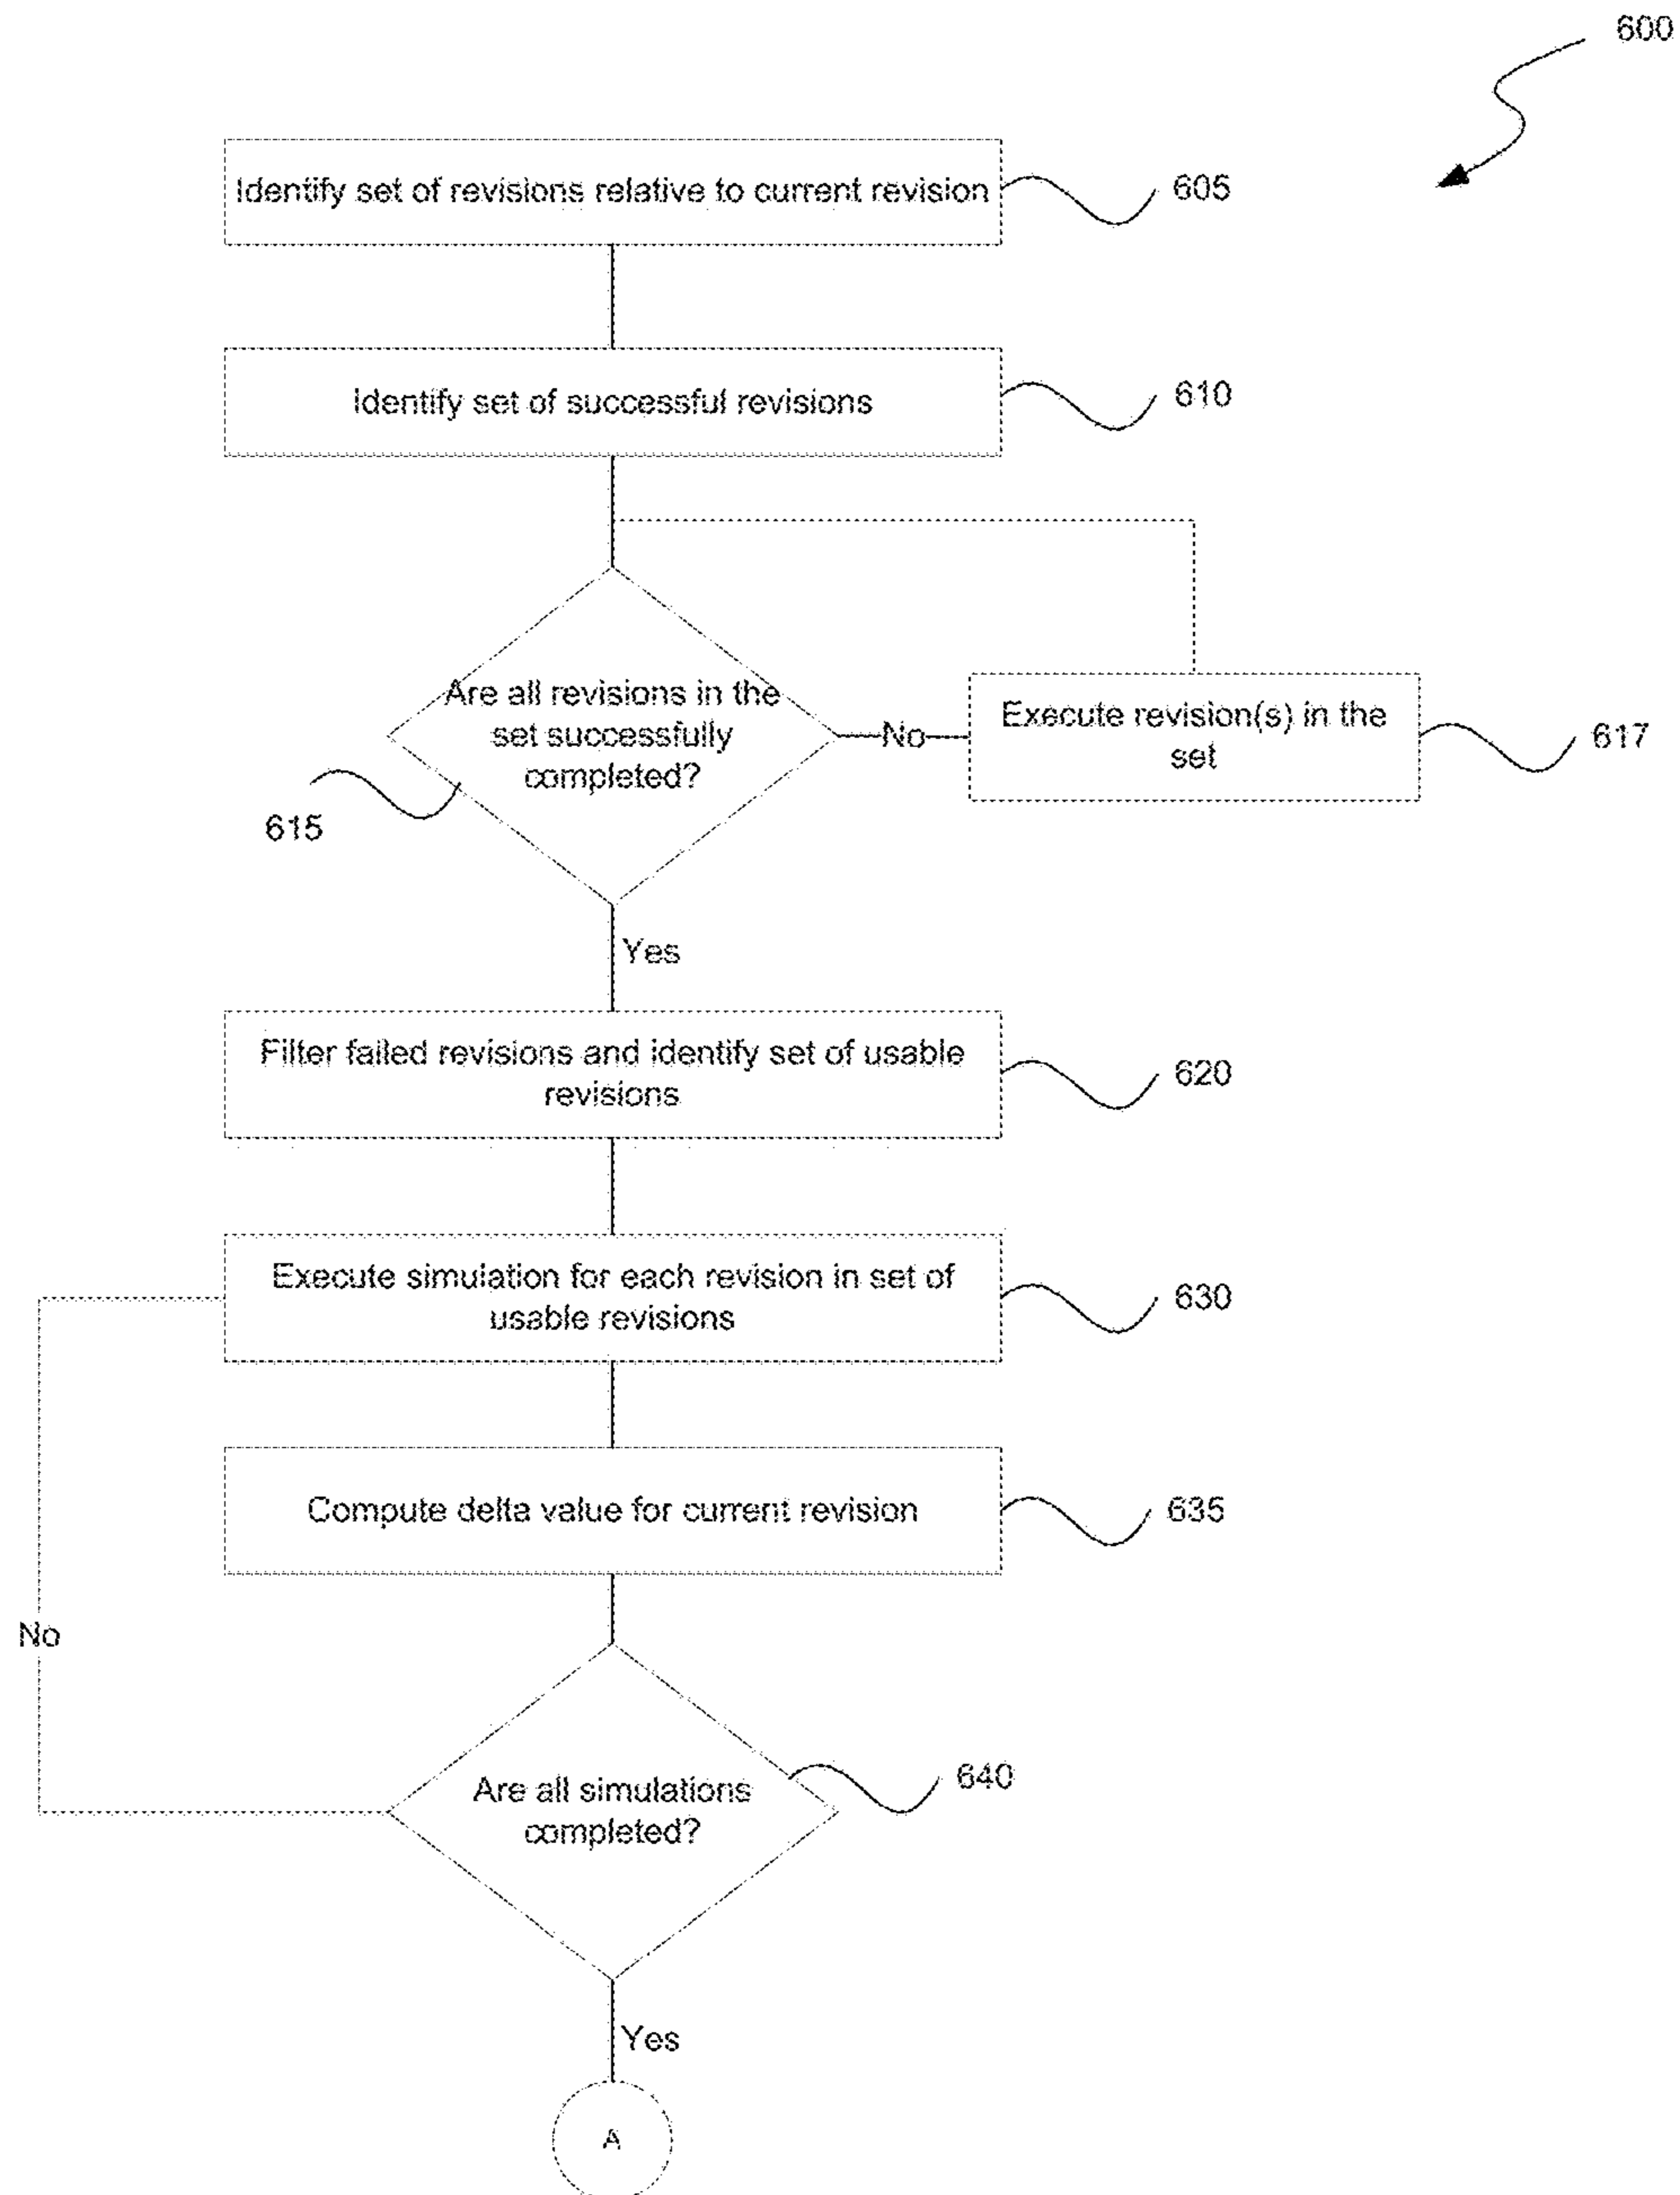 600
Identify set of revisions relative to current revision
605
Identify set of successful revisions
610
Are all revisions in the
set successfully
completed?
615
No
Execute revision(s) in the
set
617
Yes
Filter failed revisions and identify set of usable
revisions
620
Execute simulation for each revision in set of
usable revisions
630
Compute delta value for current revision
635
No
Are all simulations
completed?
640
Yes
A